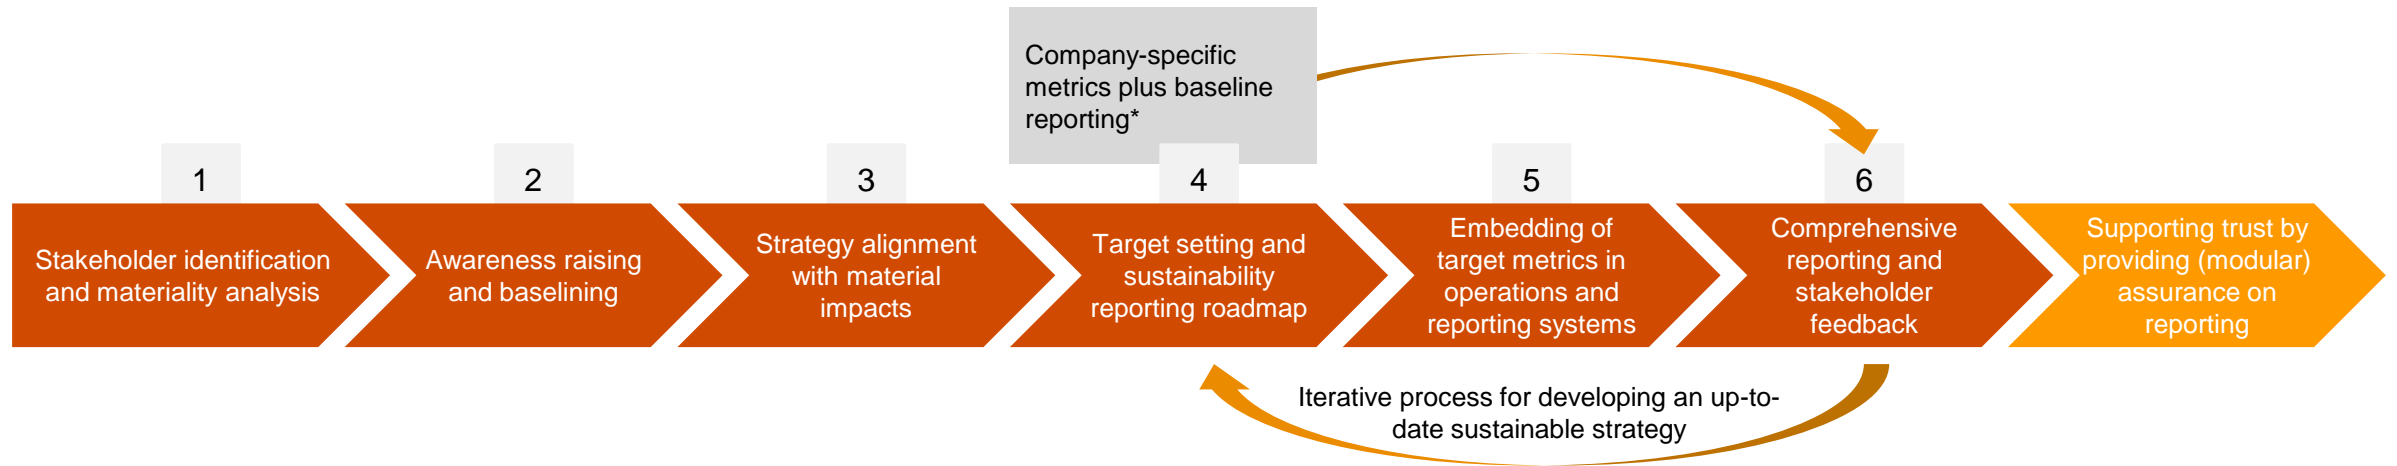 Company-specific
metrics plus baseline
reporting*
1
2
3
4
5
6
Stakeholder identification
and materiality analysis
Awareness raising
and baselining
Strategy alignment
with material
impacts
Target setting and
sustainability
reporting roadmap
Embedding of
target metrics in
operations and
reporting systems
Comprehensive
reporting and
stakeholder
feedback
Supporting trust by
providing (modular)
assurance on
reporting
Iterative process for developing an up-to-
date sustainable strategy